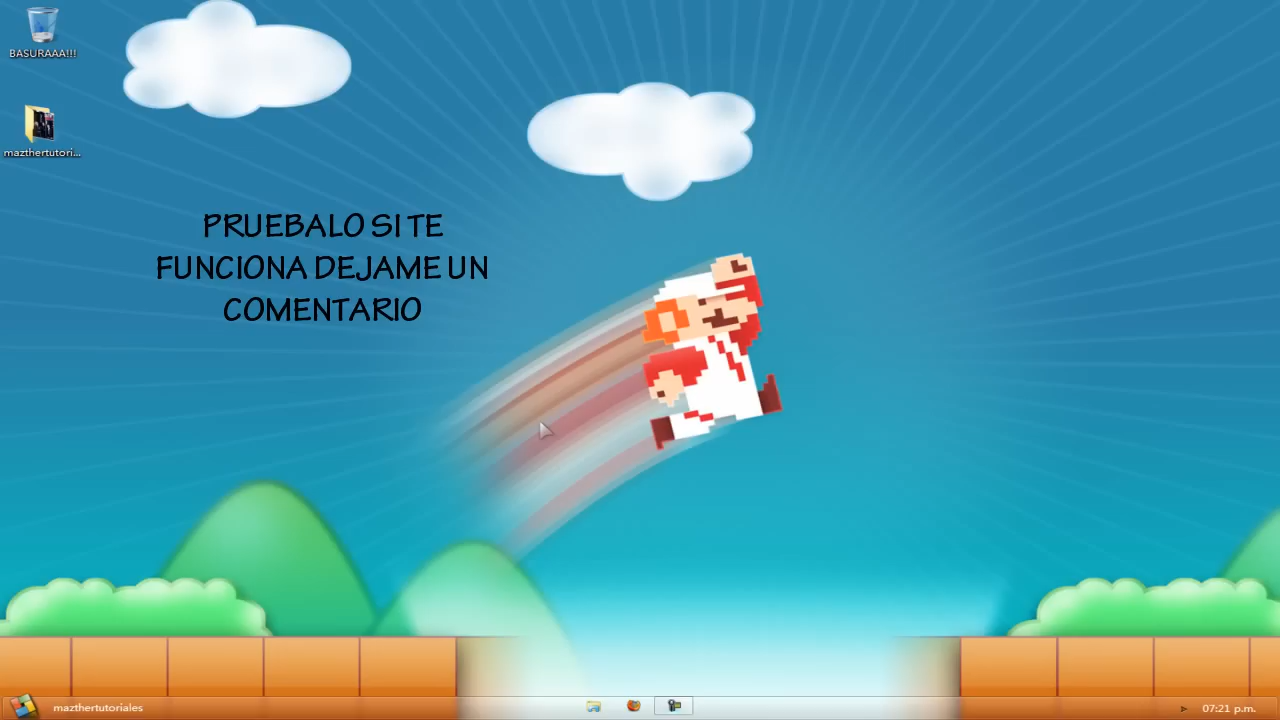 BASURAAA!!!
mazthertutori...
PRUEBALO SI TE
FUNCIONA DEJAME UN
COMENTARIO
mazthertutoriales
07:21 p.m.